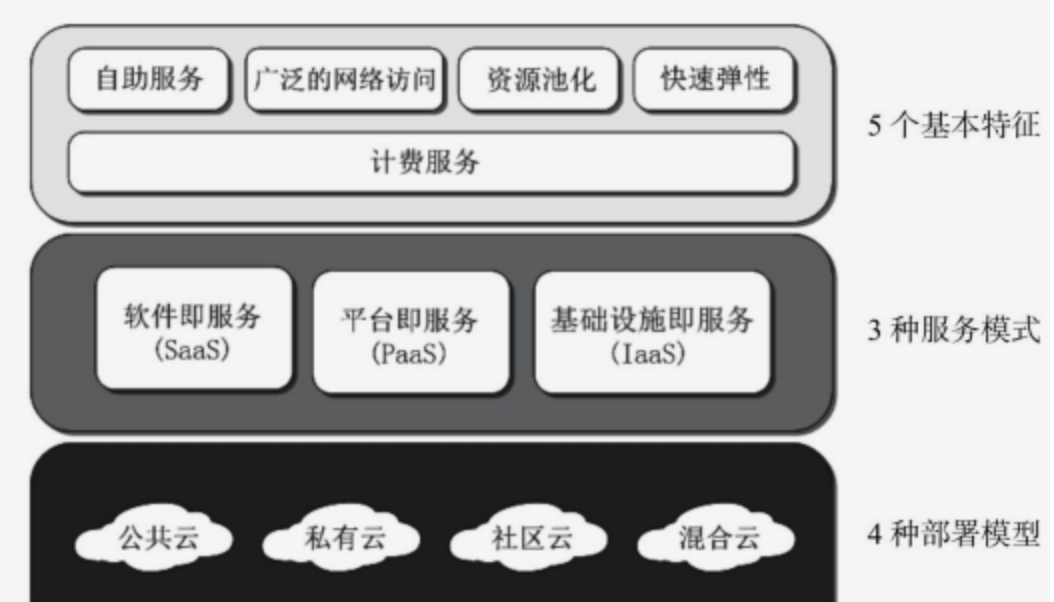 自助服务
广泛的网络访问
资源池化
快速弹性
计费服务
5 个基本特征
软件即服务
(SaaS)
平台即服务
(PaaS)
基础设施即服务
(IaaS)
3 种服务模式
公共云
私有云
社区云
混合云
4 种部署模型